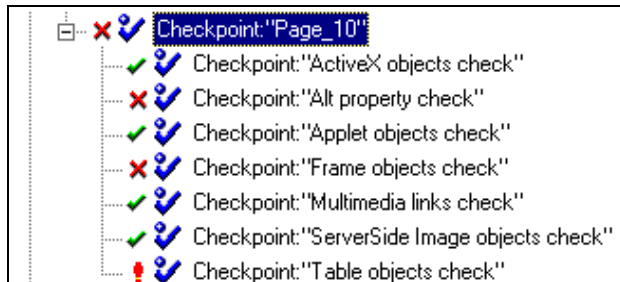 Checkpoint:"Page_10"
Checkpoint:"ActiveX objects check"
Checkpoint:"Alt property check"
Checkpoint:"Applet objects check"
Checkpoint:"Frame objects check"
Checkpoint:"Multimedia links check"
Checkpoint:"ServerSide Image objects check"
Checkpoint:"Table objects check"